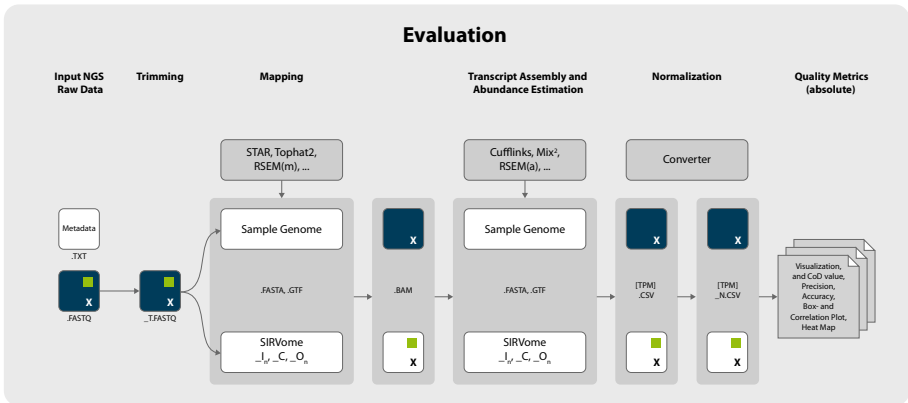 Evaluation
Input NGS
Raw Data
Trimming
Mapping
Transcript Assembly and
Abundance Estimation
Normalization
Quality Metrics
(absolute)
STAR, Tophat2,
RSEM(m), ...
Cufflinks, Mix²,
RSEM(a), ...
Converter
Metadata
.TXT
X
.FASTQ
X
_T.FASTQ
Sample Genome
.FASTA, .GTF
SIRVome
_Iₙ, _C, _Oₙ
X
.BAM
X
Sample Genome
.FASTA, .GTF
SIRVome
_Iₙ, _C, _Oₙ
X
[TPM]
.CSV
X
X
[TPM]
_N.CSV
X
Visualization,
and CoD value,
Precision,
Accuracy,
Box- and
Correlation Plot,
Heat Map